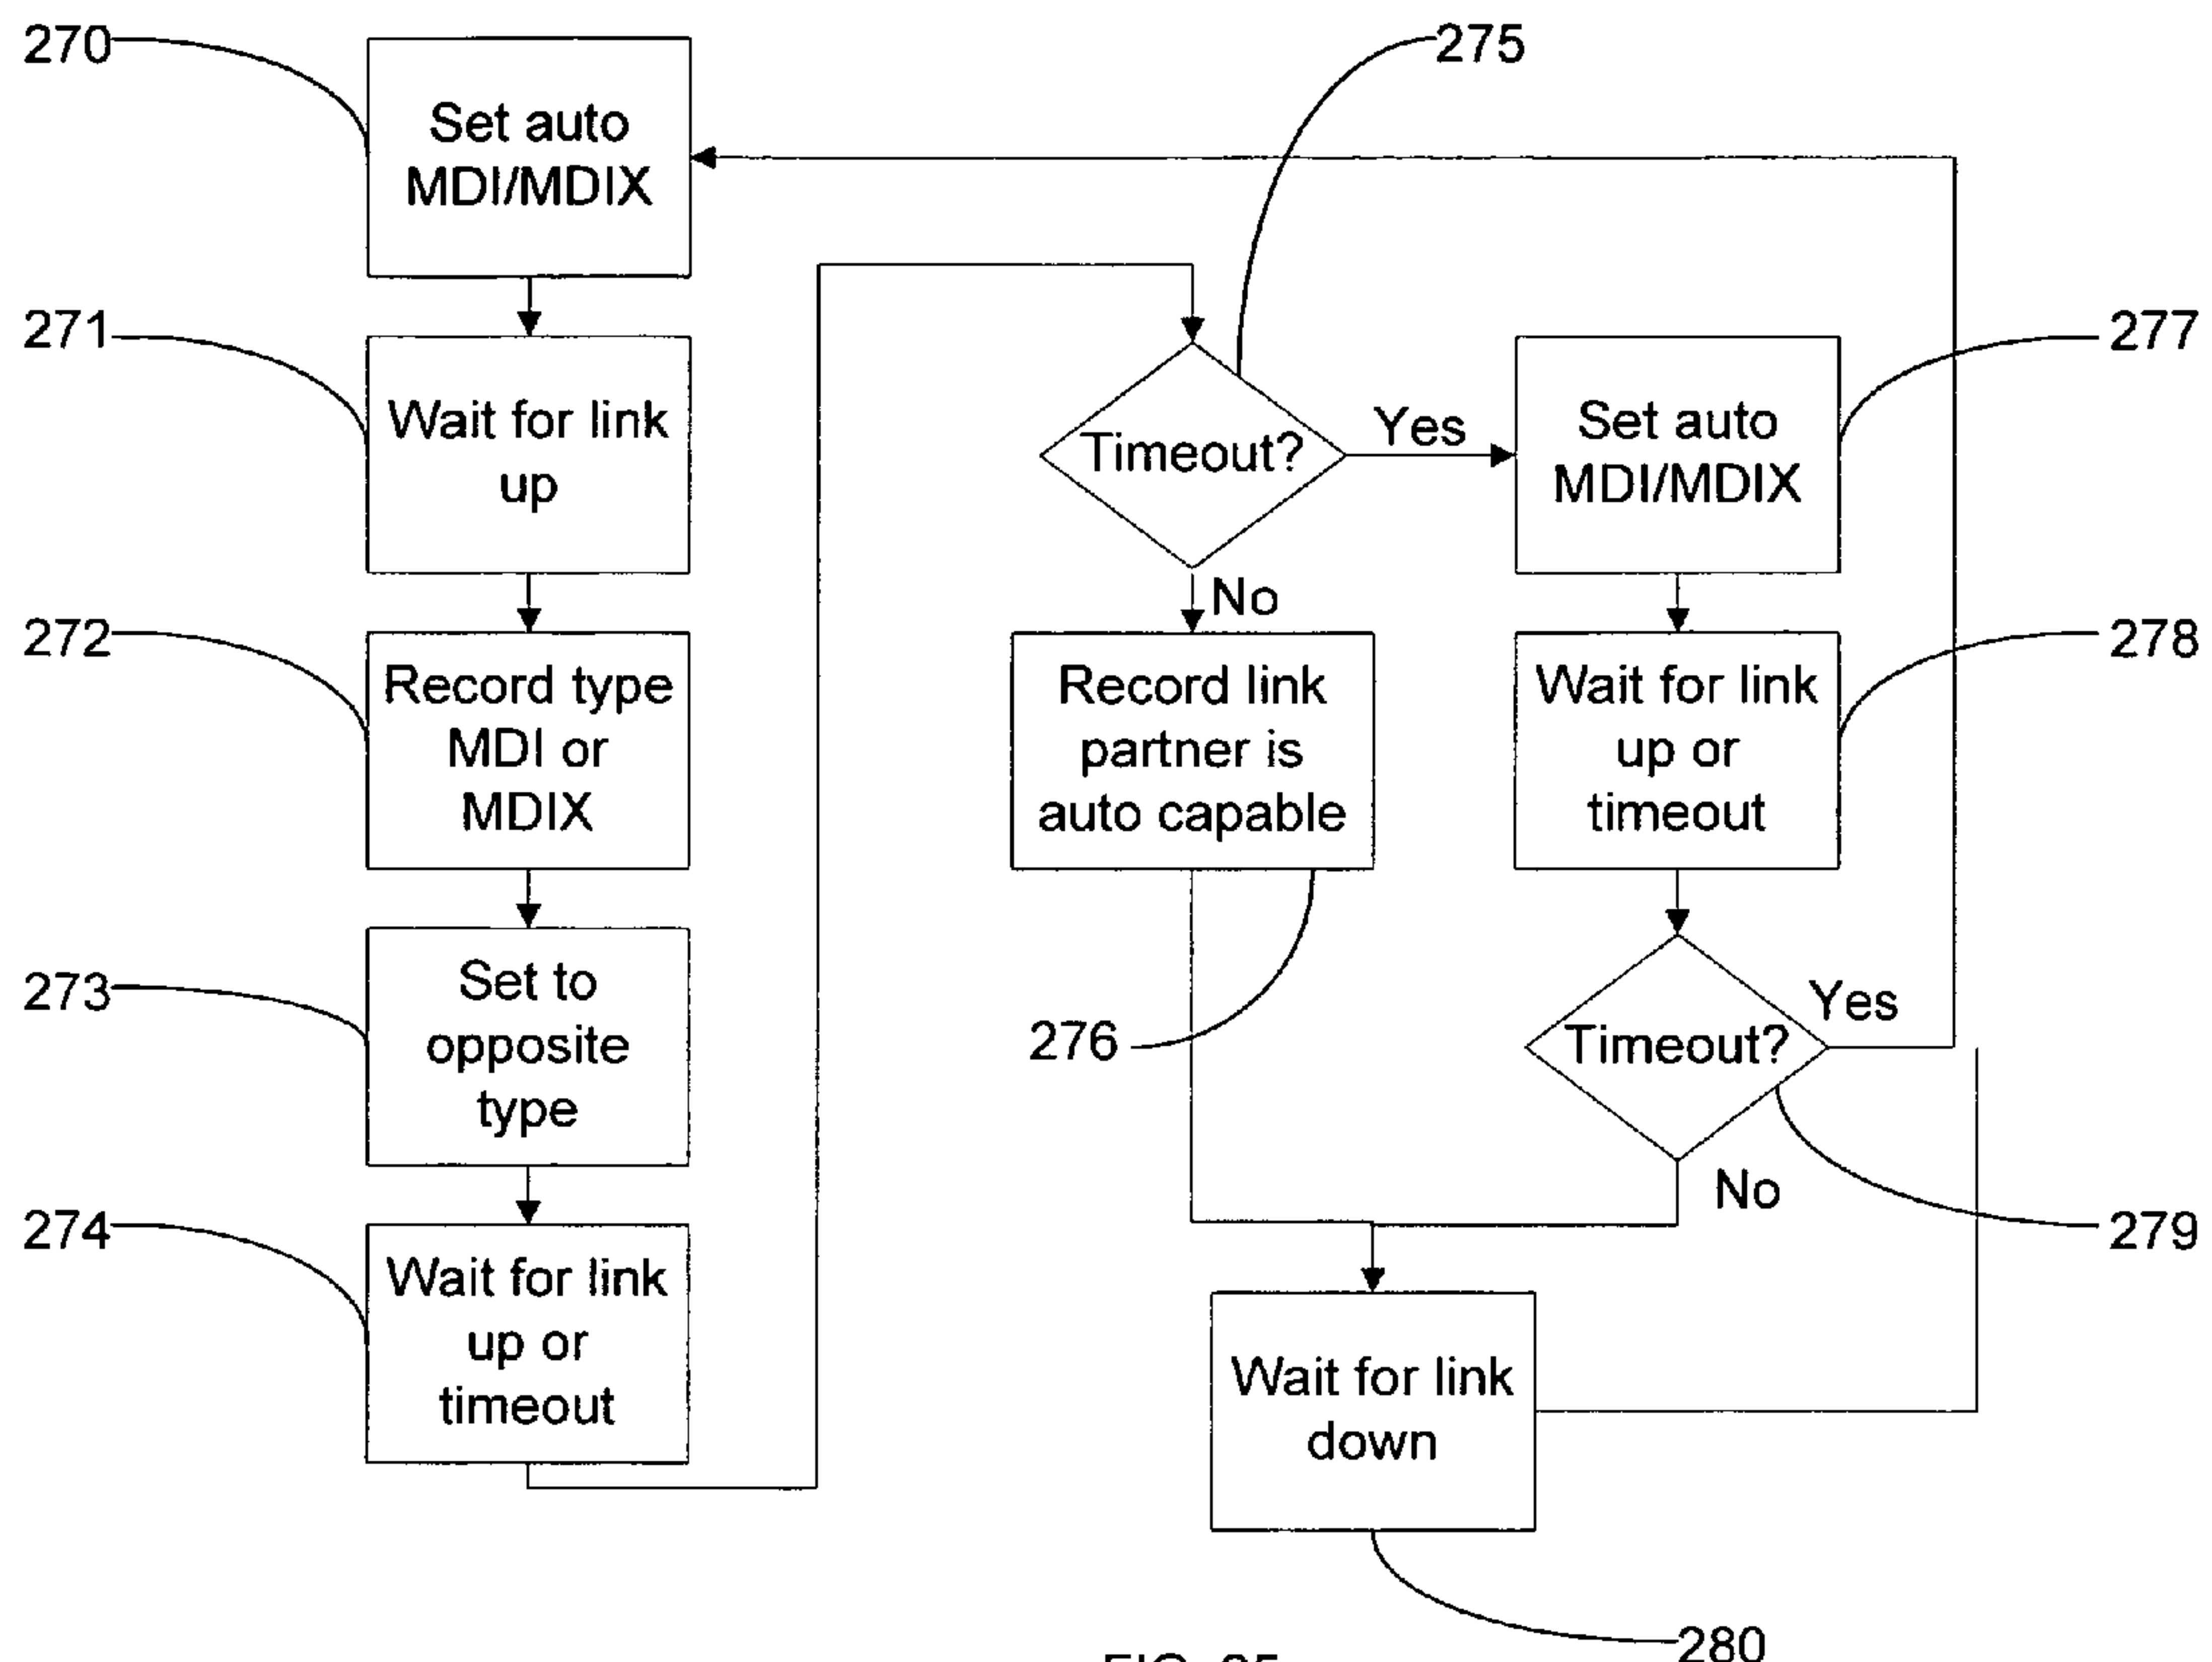 270
Set auto
MDI/MDIX
271
Wait for link
up
272
Record type
MDI or
MDIX
273
Set to
opposite
type
274
Wait for link
up or
timeout
275
Timeout?
Yes
No
Record link
partner is
auto capable
276
277
Set auto
MDI/MDIX
278
Wait for link
up or
timeout
Timeout?
Yes
No
279
Wait for link
down
280